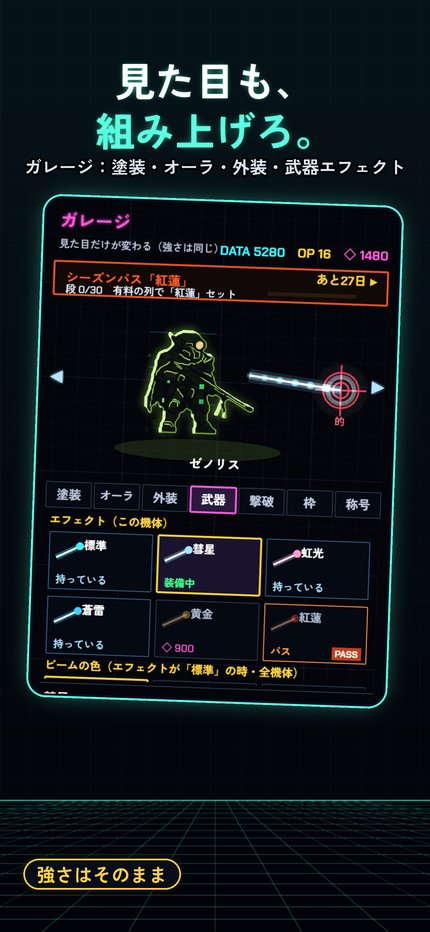 見た目も、
組み上げろ。
ガレージ：塗装・オーラ・外装・武器エフェクト
ガレージ
見た目だけが変わる（強さは同じ） DATA 5280 OP 16 ◇ 1480
シーズンパス「紅蓮」 あと27日 ▶
段 0/30 有料の列で「紅蓮」セット
◀ ▶
的
ゼノリス
塗装 オーラ 外装 武器 撃破 枠 称号
エフェクト（この機体）
標準 彗星 虹光
持っている 装備中 持っている
蒼雷 黄金 紅蓮
持っている ◇ 900 パス PASS
ビームの色（エフェクトが「標準」の時・全機体）
強さはそのまま